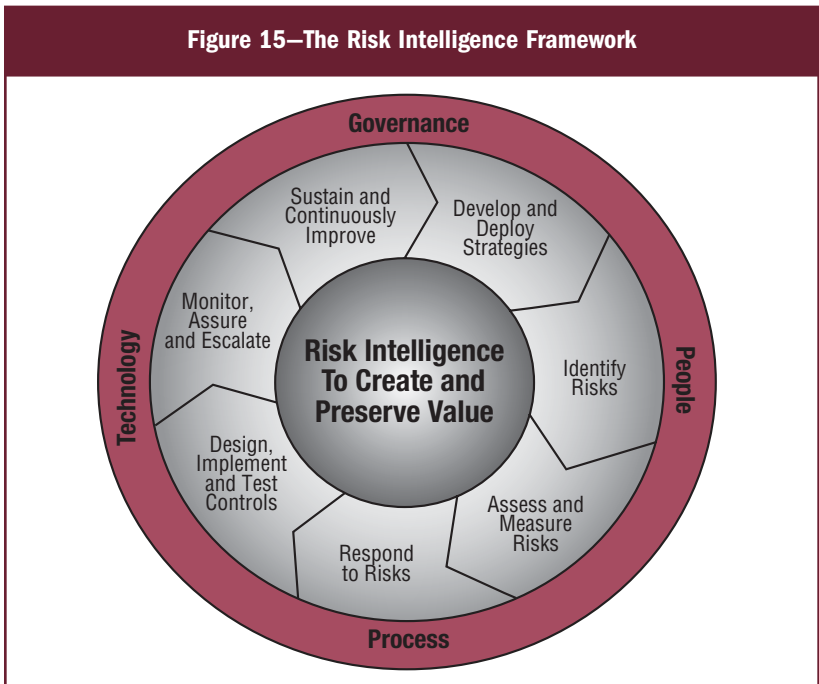 Figure 15—The Risk Intelligence Framework
Governance
Sustain and
Continuously
Improve
Develop and
Deploy
Strategies
Monitor,
Assure
and Escalate
Risk Intelligence
To Create and
Preserve Value
Identify
Risks
Technology
People
Design,
Implement
and Test
Controls
Assess and
Measure
Risks
Respond
to Risks
Process